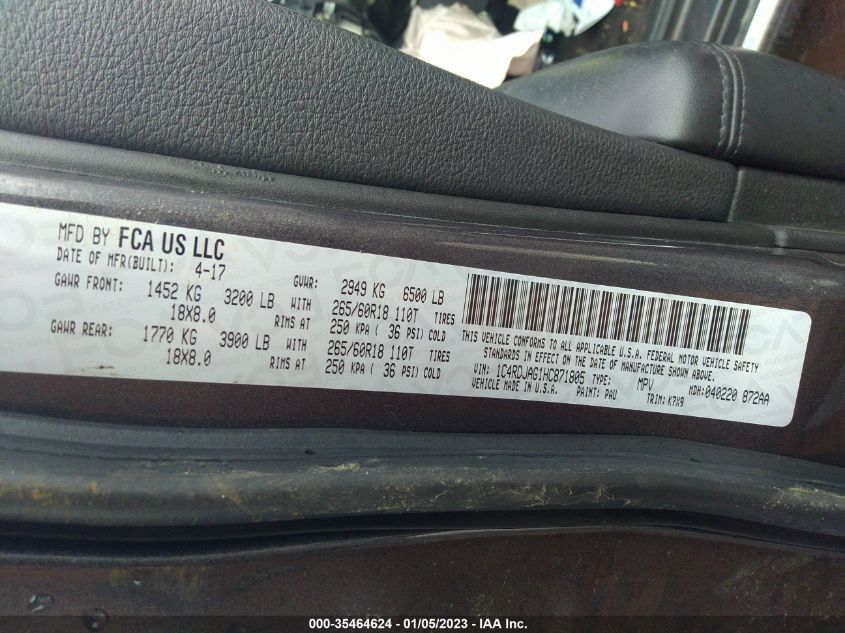 MFD BY FCA US LLC
DATE OF MFR(BUILT): 4-17 GVWR: 2949 KG 6500 LB
GAWR FRONT: 1452 KG 3200 LB WITH 265/60R18 110T TIRES
18X8.0 RIMS AT 250 KPA ( 36 PSI) COLD
GAWR REAR: 1770 KG 3900 LB WITH 265/60R18 110T TIRES
18X8.0 RIMS AT 250 KPA ( 36 PSI) COLD
THIS VEHICLE CONFORMS TO ALL APPLICABLE U.S.A. FEDERAL MOTOR VEHICLE SAFETY
STANDARDS IN EFFECT ON THE DATE OF MANUFACTURE SHOWN ABOVE.
VIN: 1C4RDJAG1HC871805 TYPE: MPV MDH:040220 872AA
VEHICLE MADE IN U.S.A. PAINT: PAU TRIM: K7X9
000-35464624 - 01/05/2023 - IAA Inc.